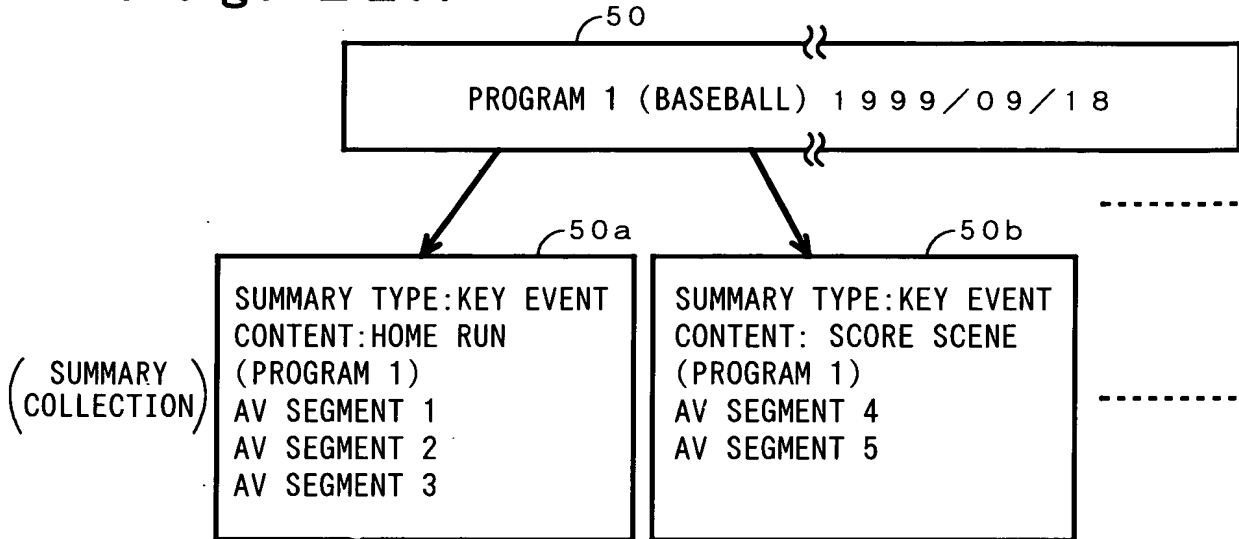 50
PROGRAM 1 (BASEBALL) 1999/09/18
50a
50b
SUMMARY TYPE:KEY EVENT
CONTENT:HOME RUN
(PROGRAM 1)
AV SEGMENT 1
AV SEGMENT 2
AV SEGMENT 3
SUMMARY TYPE:KEY EVENT
CONTENT: SCORE SCENE
(PROGRAM 1)
AV SEGMENT 4
AV SEGMENT 5
(SUMMARY
COLLECTION)